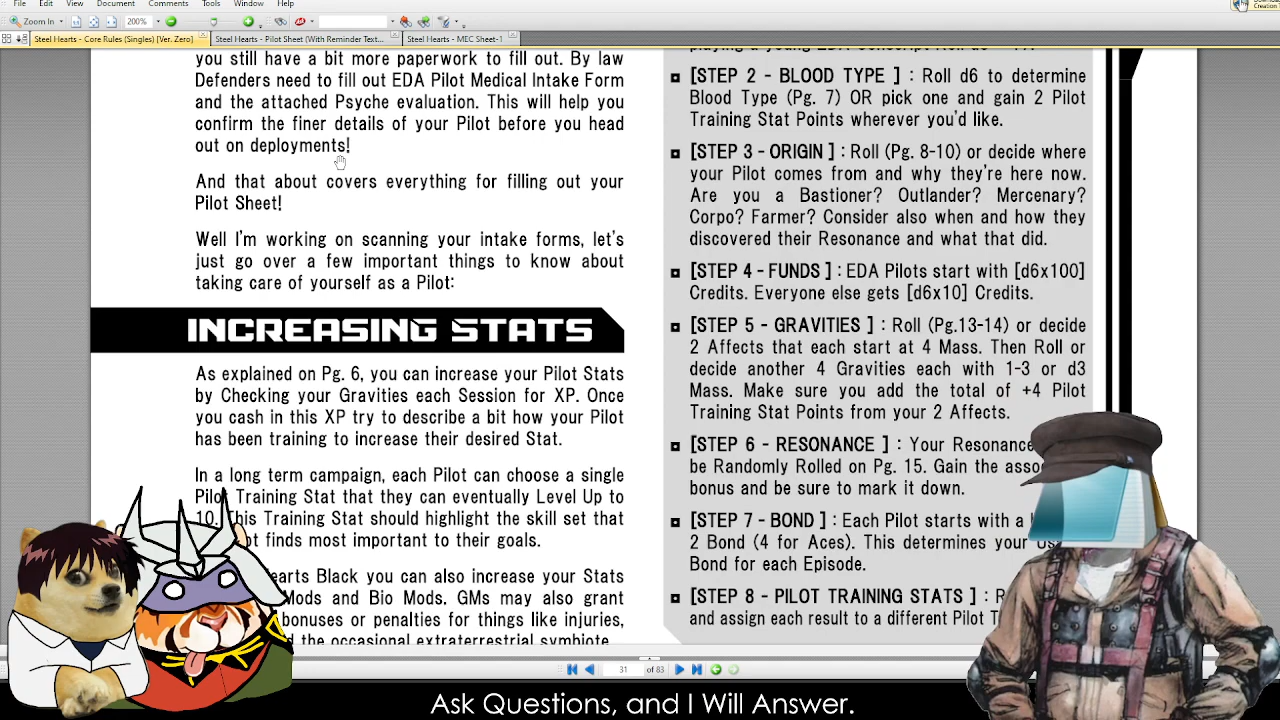 File Edit View Document Comments Tools Window Help
Creation
Zoom In 200%
Steel Hearts - Core Rules (Singles) [Ver. Zero]
Steel Hearts - Pilot Sheet (With Reminder Text...
Steel Hearts - MEC Sheet-1
you still have a bit more paperwork to fill out. By law
Defenders need to fill out EDA Pilot Medical Intake Form
and the attached Psyche evaluation. This will help you
confirm the finer details of your Pilot before you head
out on deployments!
And that about covers everything for filling out your
Pilot Sheet!
Well I'm working on scanning your intake forms, let's
just go over a few important things to know about
taking care of yourself as a Pilot:
INCREASING STATS
As explained on Pg. 6, you can increase your Pilot Stats
by Checking your Gravities each Session for XP. Once
you cash in this XP try to describe a bit how your Pilot
has been training to increase their desired Stat.
In a long term campaign, each Pilot can choose a single
Pilot Training Stat that they can eventually Level Up to
10. This Training Stat should highlight the skill set that
finds most important to their goals.
earts Black you can also increase your Stats
Mods and Bio Mods. GMs may also grant
bonuses or penalties for things like injuries,
the occasional extraterrestrial symbiote
[STEP 2 - BLOOD TYPE ] : Roll d6 to determine
Blood Type (Pg. 7) OR pick one and gain 2 Pilot
Training Stat Points wherever you'd like.
[STEP 3 - ORIGIN ] : Roll (Pg. 8-10) or decide where
your Pilot comes from and why they're here now.
Are you a Bastioner? Outlander? Mercenary?
Corpo? Farmer? Consider also when and how they
discovered their Resonance and what that did.
[STEP 4 - FUNDS ] : EDA Pilots start with [d6x100]
Credits. Everyone else gets [d6x10] Credits.
[STEP 5 - GRAVITIES ] : Roll (Pg.13-14) or decide
2 Affects that each start at 4 Mass. Then Roll or
decide another 4 Gravities each with 1-3 or d3
Mass. Make sure you add the total of +4 Pilot
Training Stat Points from your 2 Affects.
[STEP 6 - RESONANCE ] : Your Resonance
be Randomly Rolled on Pg. 15. Gain the asso
bonus and be sure to mark it down.
[STEP 7 - BOND ] : Each Pilot starts with a
2 Bond (4 for Aces). This determines your
Bond for each Episode.
[STEP 8 - PILOT TRAINING STATS ] : R
and assign each result to a different Pilot T
31 of 83
Ask Questions, and I Will Answer.